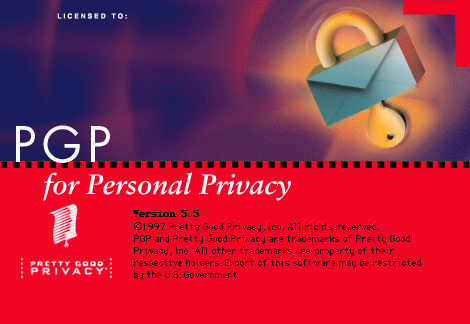 LICENSED TO:
PGP
for Personal Privacy
Version 5.5
©1997 Pretty Good Privacy, Inc. All rights reserved.
PGP and Pretty Good Privacy are trademarks of Pretty Good
Privacy, Inc. All other trademarks are property of their
respective holders. Export of this software may be restricted
by the U.S. Government.
PRETTY GOOD
PRIVACY